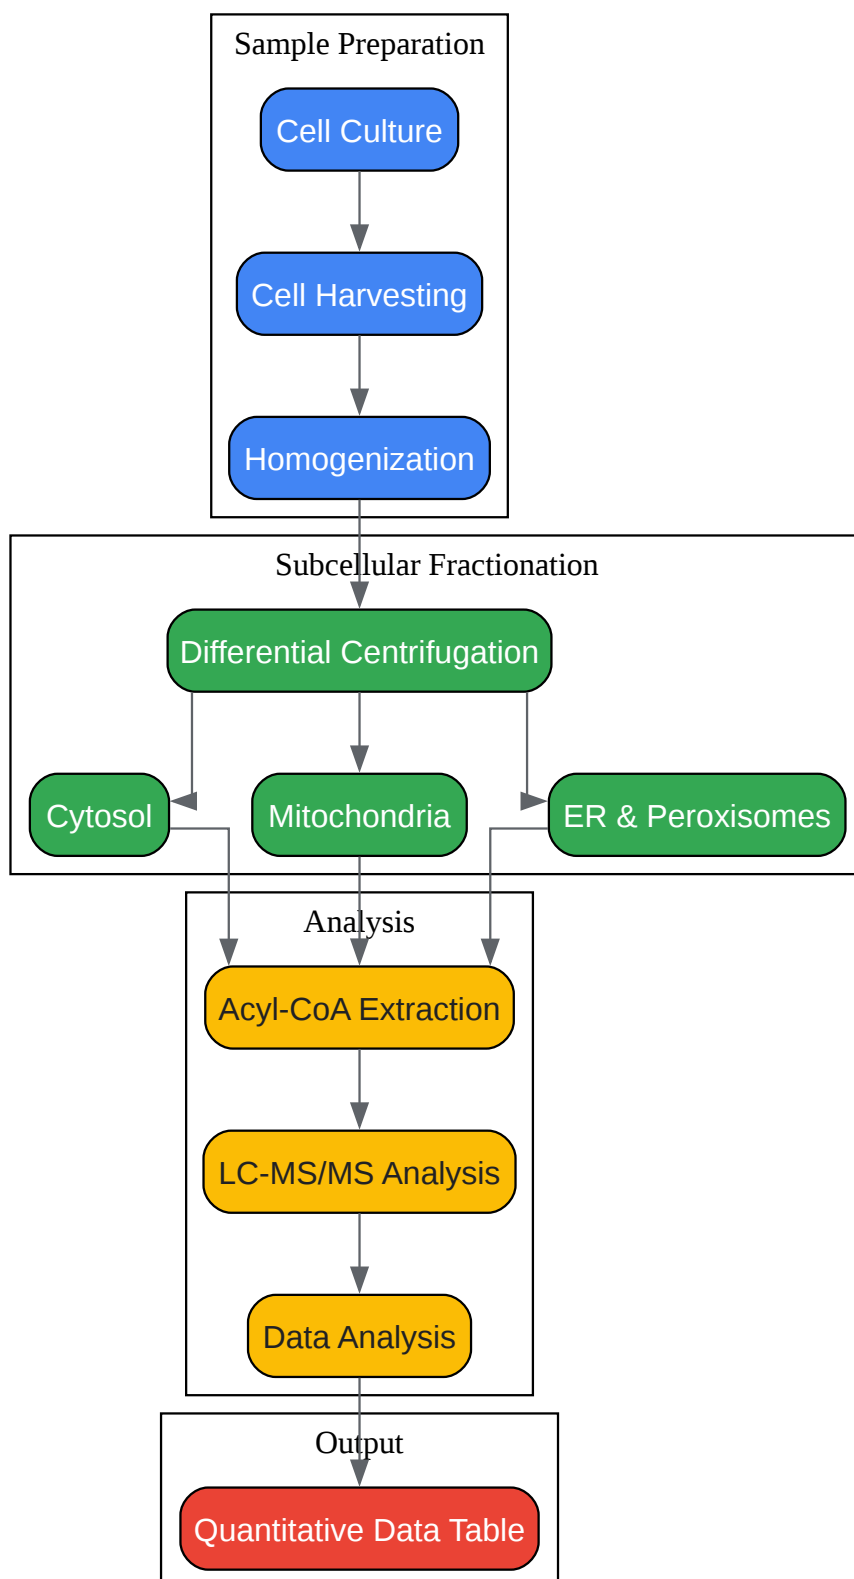 Sample Preparation
Cell Culture
Cell Harvesting
Homogenization
Subcellular Fractionation
Differential Centrifugation
Cytosol
Mitochondria
ER & Peroxisomes
Analysis
Acyl-CoA Extraction
LC-MS/MS Analysis
Data Analysis
Output
Quantitative Data Table